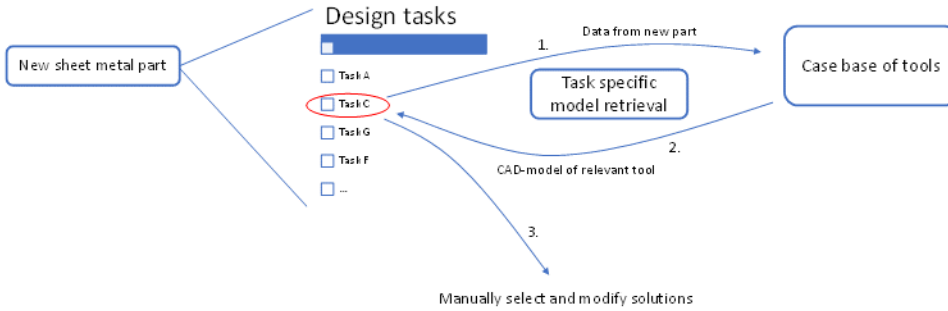 Design tasks
New sheet metal part
Task A
Task C
Task G
Task F
...
1.
Data from new part
Task specific
model retrieval
Case base of tools
2.
CAD-model of relevant tool
3.
Manually select and modify solutions